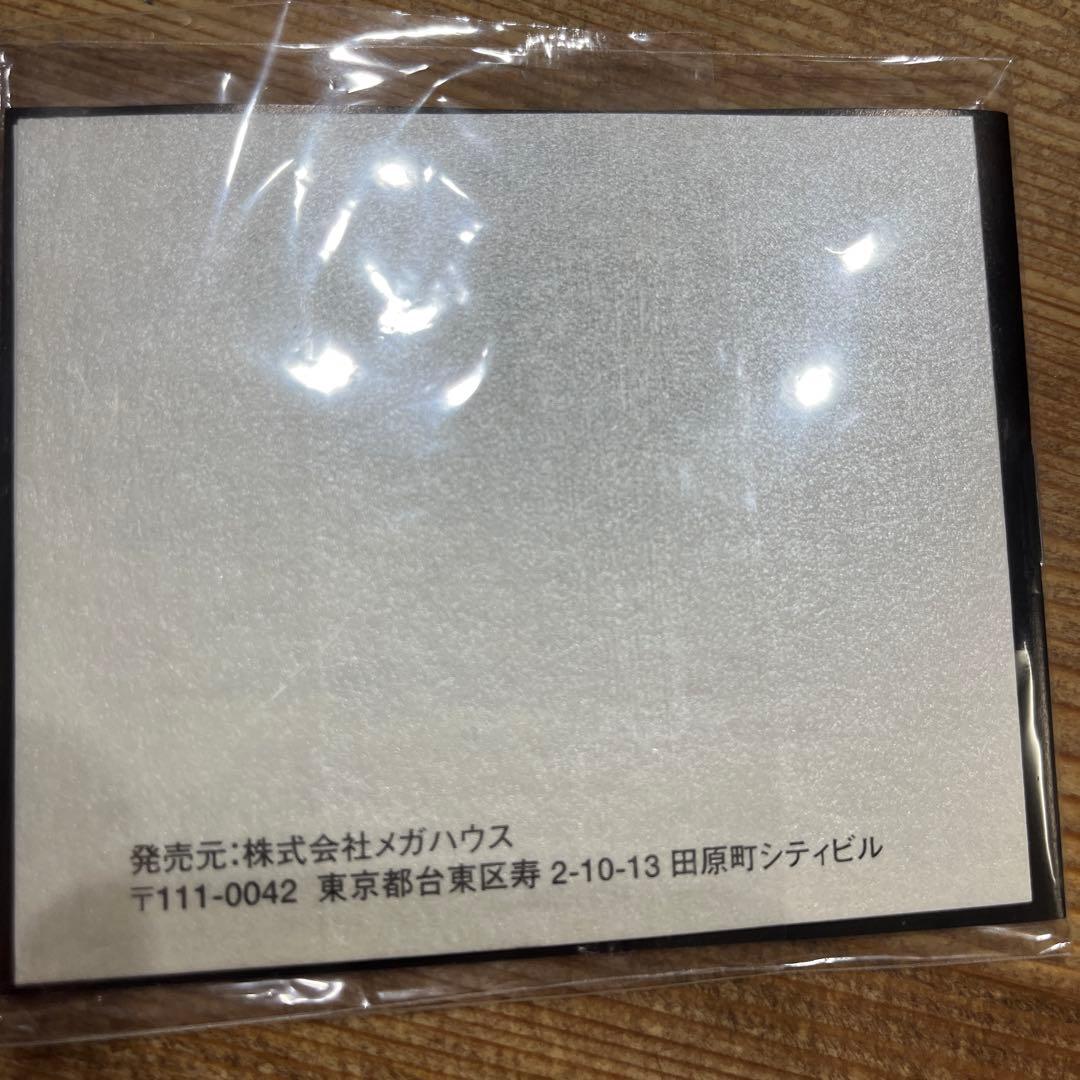 発売元:株式会社メガハウス
〒111-0042 東京都台東区寿 2-10-13 田原町シティビル